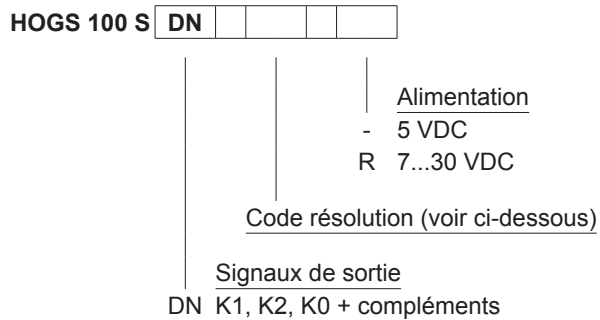 HOGS 100 S DN
Alimentation
- 5 VDC
R 7...30 VDC
Code résolution (voir ci-dessous)
Signaux de sortie
DN K1, K2, K0 + compléments